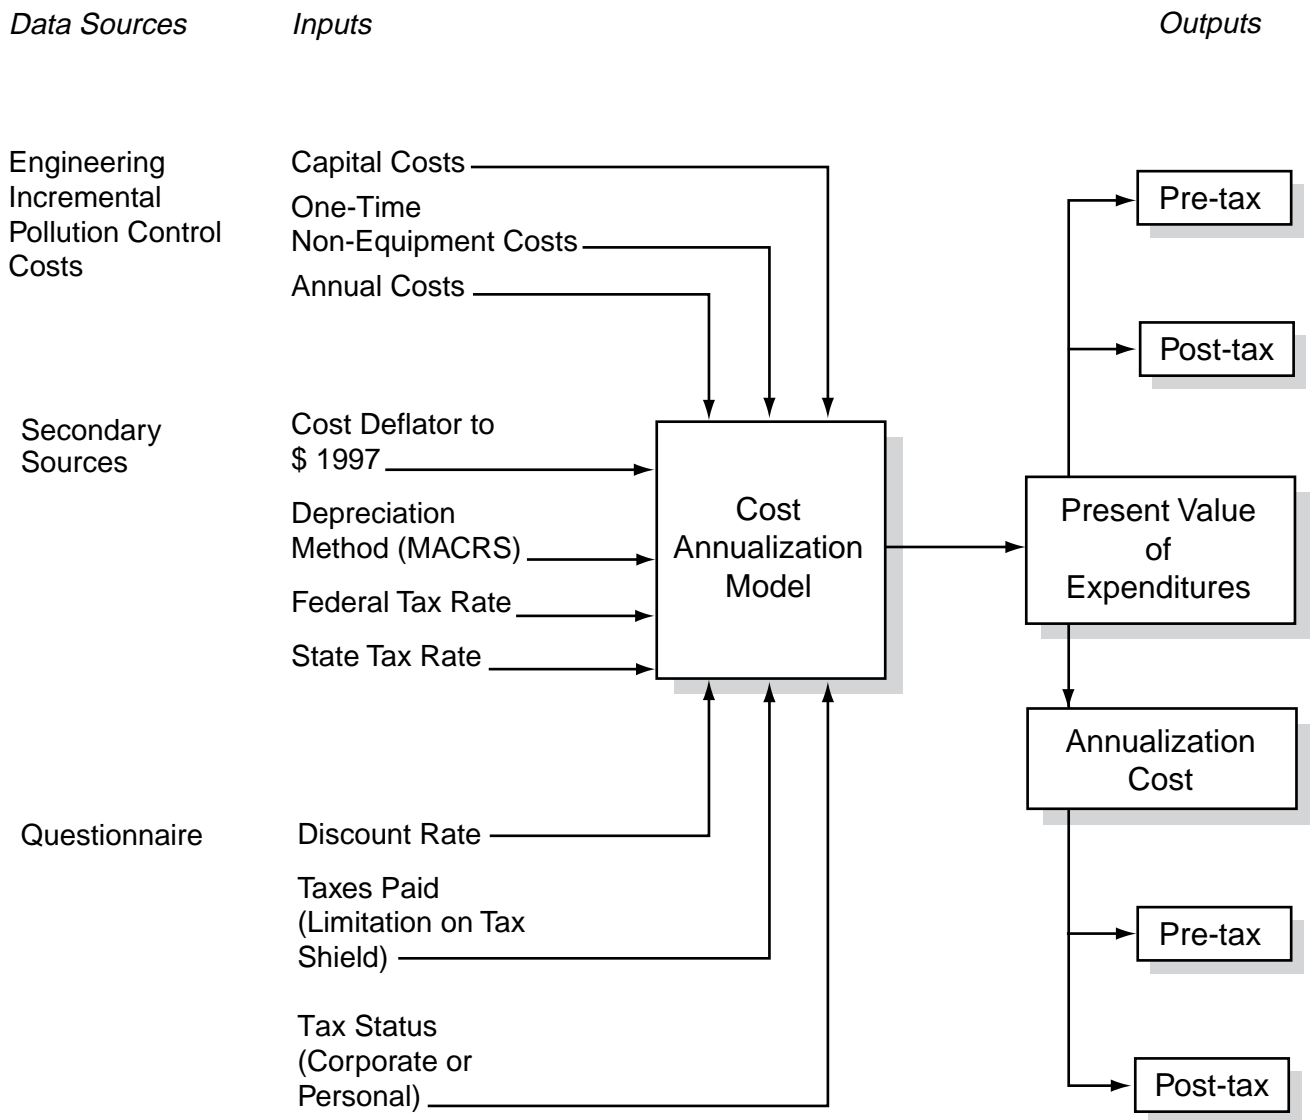 Data Sources
Inputs
Outputs
Engineering
Incremental
Pollution Control
Costs
Capital Costs
One-Time
Non-Equipment Costs
Annual Costs
Secondary
Sources
Cost Deflator to
$ 1997
Depreciation
Method (MACRS)
Federal Tax Rate
State Tax Rate
Questionnaire
Discount Rate
Taxes Paid
(Limitation on Tax
Shield)
Tax Status
(Corporate or
Personal)
Cost
Annualization
Model
Pre-tax
Post-tax
Present Value
of
Expenditures
Annualization
Cost
Pre-tax
Post-tax